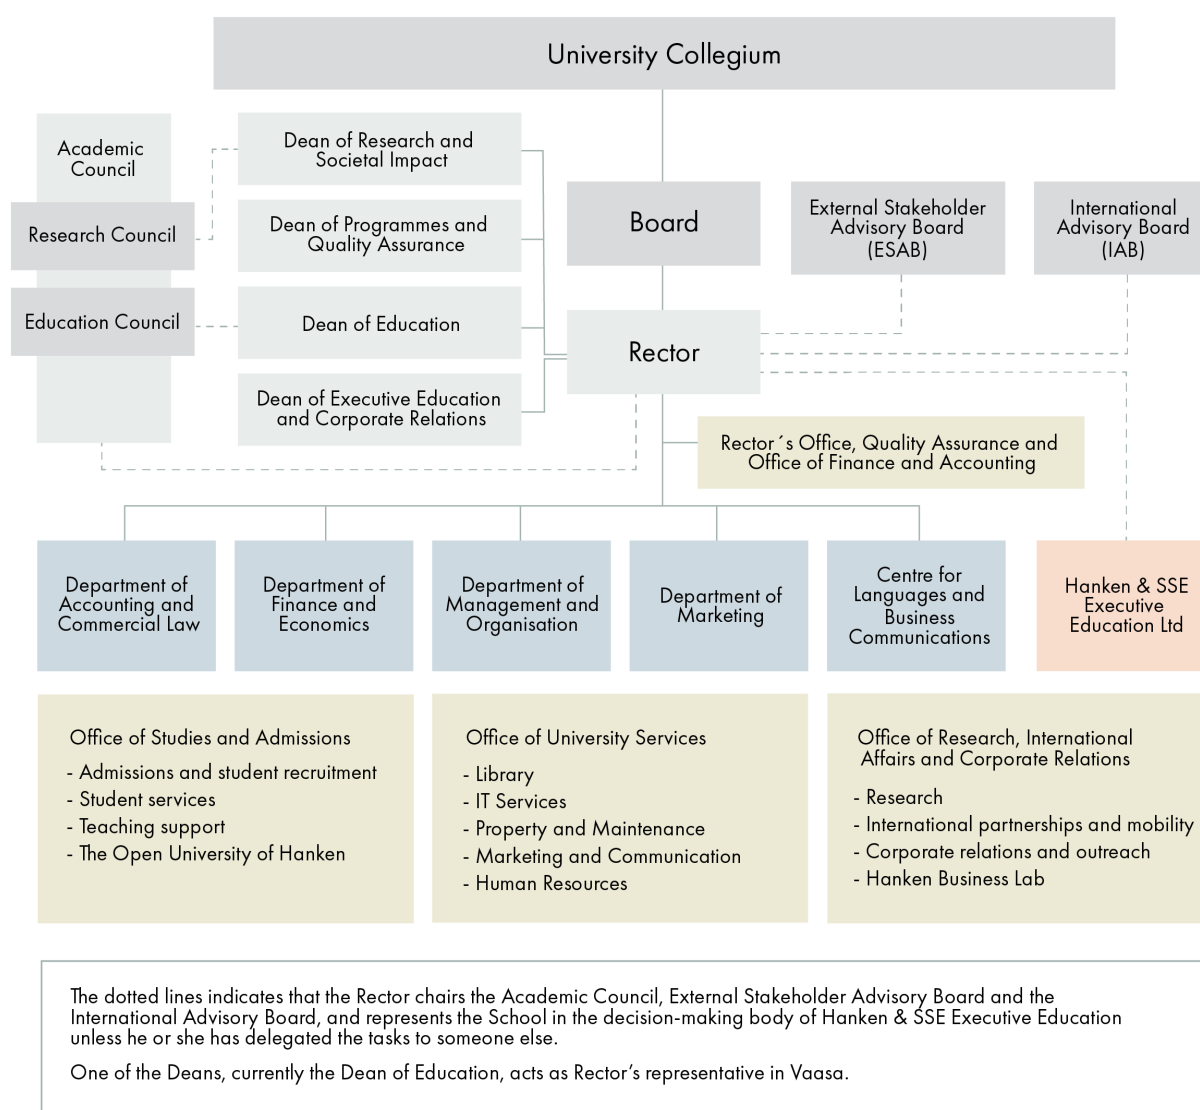 University Collegium
Academic
Council
Research Council
Education Council
Dean of Research and
Societal Impact
Dean of Programmes and
Quality Assurance
Dean of Education
Dean of Executive Education
and Corporate Relations
Board
Rector
External Stakeholder
Advisory Board
(ESAB)
International
Advisory Board
(IAB)
Rector´s Office, Quality Assurance and
Office of Finance and Accounting
Department of
Accounting and
Commercial Law
Department of
Finance and
Economics
Department of
Management and
Organisation
Department of
Marketing
Centre for
Languages and
Business
Communications
Hanken & SSE
Executive
Education Ltd
Office of Studies and Admissions
- Admissions and student recruitment
- Student services
- Teaching support
- The Open University of Hanken
Office of University Services
- Library
- IT Services
- Property and Maintenance
- Marketing and Communication
- Human Resources
Office of Research, International
Affairs and Corporate Relations
- Research
- International partnerships and mobility
- Corporate relations and outreach
- Hanken Business Lab
The dotted lines indicates that the Rector chairs the Academic Council, External Stakeholder Advisory Board and the
International Advisory Board, and represents the School in the decision-making body of Hanken & SSE Executive Education
unless he or she has delegated the tasks to someone else.
One of the Deans, currently the Dean of Education, acts as Rector’s representative in Vaasa.